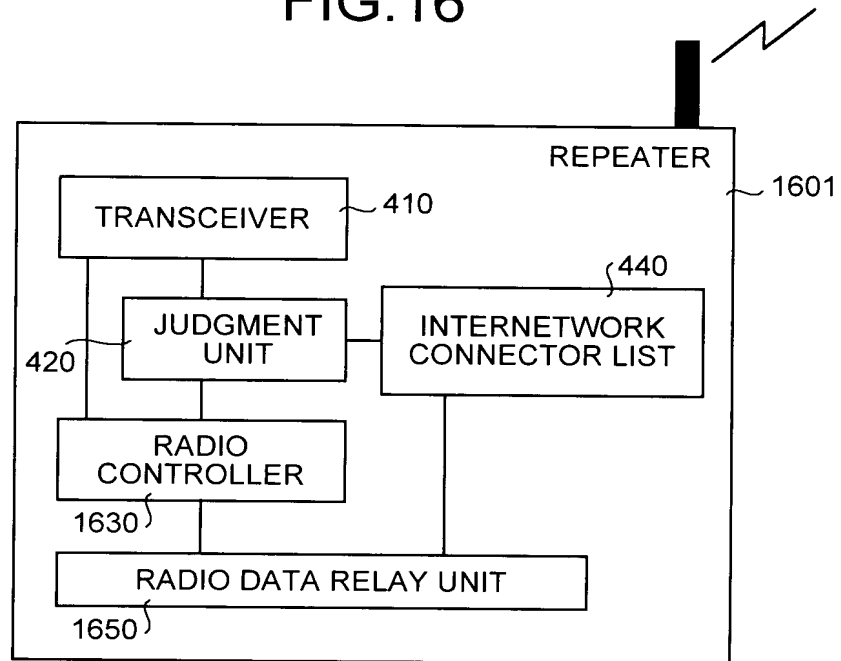 FIG. 16
REPEATER
1601
TRANSCEIVER
410
440
JUDGMENT
UNIT
INTERNETWORK
CONNECTOR LIST
420
RADIO
CONTROLLER
1630
RADIO DATA RELAY UNIT
1650